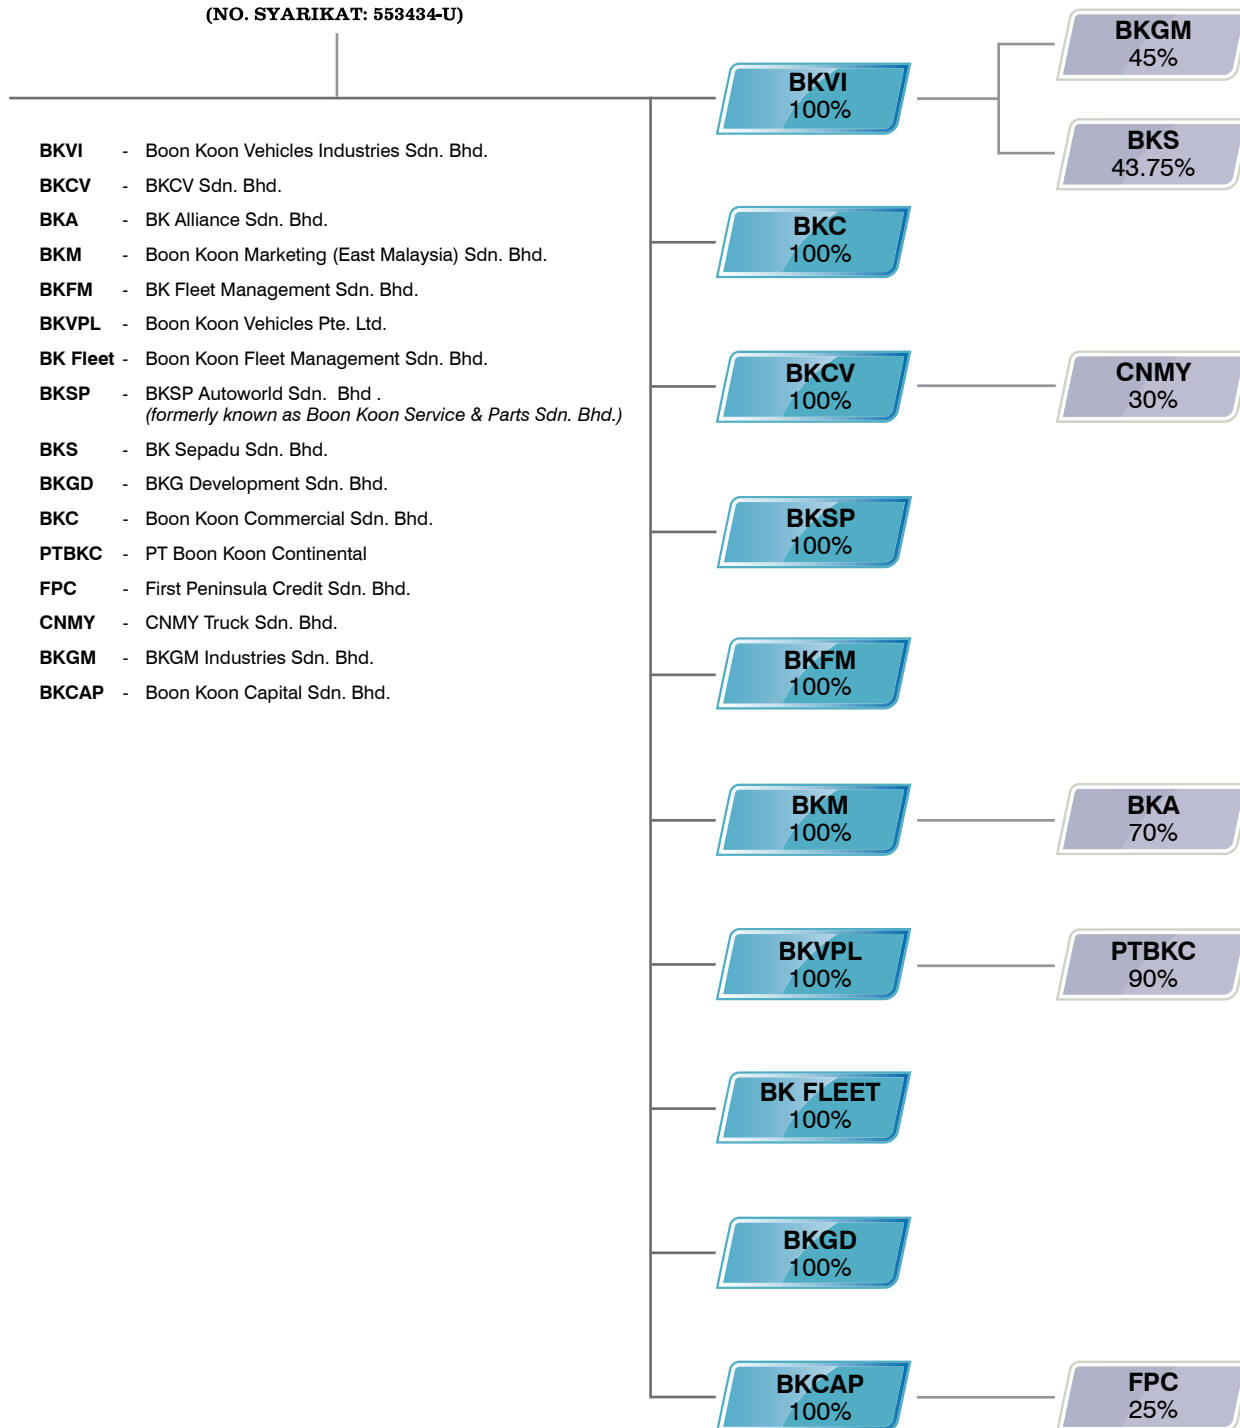 (NO. SYARIKAT: 553434-U)
BKVI - Boon Koon Vehicles Industries Sdn. Bhd.
BKCV - BKCV Sdn. Bhd.
BKA - BK Alliance Sdn. Bhd.
BKM - Boon Koon Marketing (East Malaysia) Sdn. Bhd.
BKFM - BK Fleet Management Sdn. Bhd.
BKVPL - Boon Koon Vehicles Pte. Ltd.
BK Fleet - Boon Koon Fleet Management Sdn. Bhd.
BKSP - BKSP Autoworld Sdn. Bhd .
(formerly known as Boon Koon Service & Parts Sdn. Bhd.)
BKS - BK Sepadu Sdn. Bhd.
BKGD - BKG Development Sdn. Bhd.
BKC - Boon Koon Commercial Sdn. Bhd.
PTBKC - PT Boon Koon Continental
FPC - First Peninsula Credit Sdn. Bhd.
CNMY - CNMY Truck Sdn. Bhd.
BKGM - BKGM Industries Sdn. Bhd.
BKCAP - Boon Koon Capital Sdn. Bhd.
BKVI
100%
BKGM
45%
BKS
43.75%
BKC
100%
BKCV
100%
CNMY
30%
BKSP
100%
BKFM
100%
BKM
100%
BKA
70%
BKVPL
100%
PTBKC
90%
BK FLEET
100%
BKGD
100%
BKCAP
100%
FPC
25%